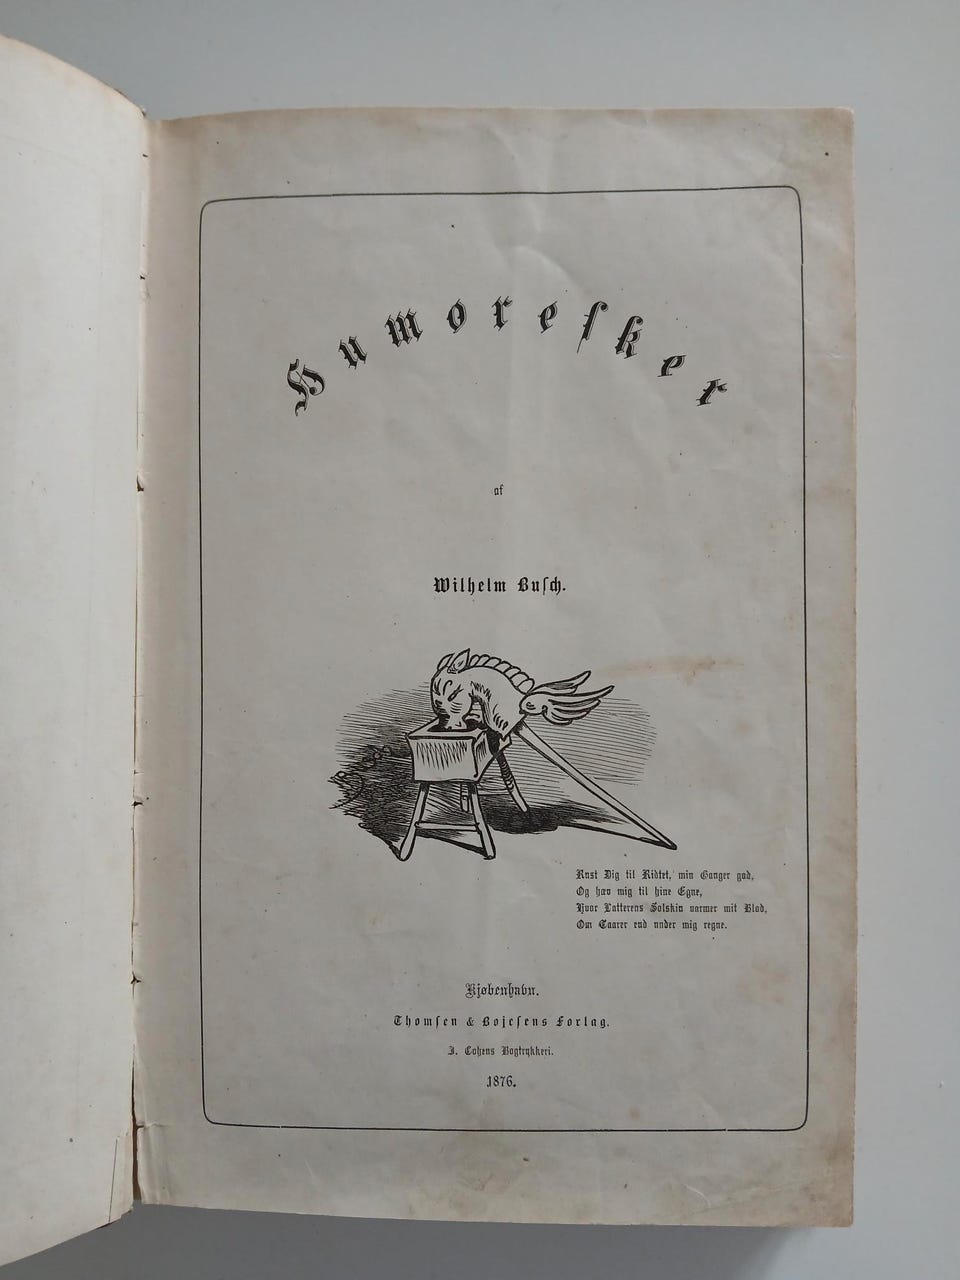 Humoresker
af
Wilhelm Busch.
Rust Dig til Ridtet, min Ganger god,
Og hæv mig til hine Egne,
Hvor Latterens Solskin varmer mit Blod,
Om Taarer end under mig regne.
Kjøbenhavn.
Thomsen & Bojesens Forlag.
J. Cohens Bogtrykkeri.
1876.